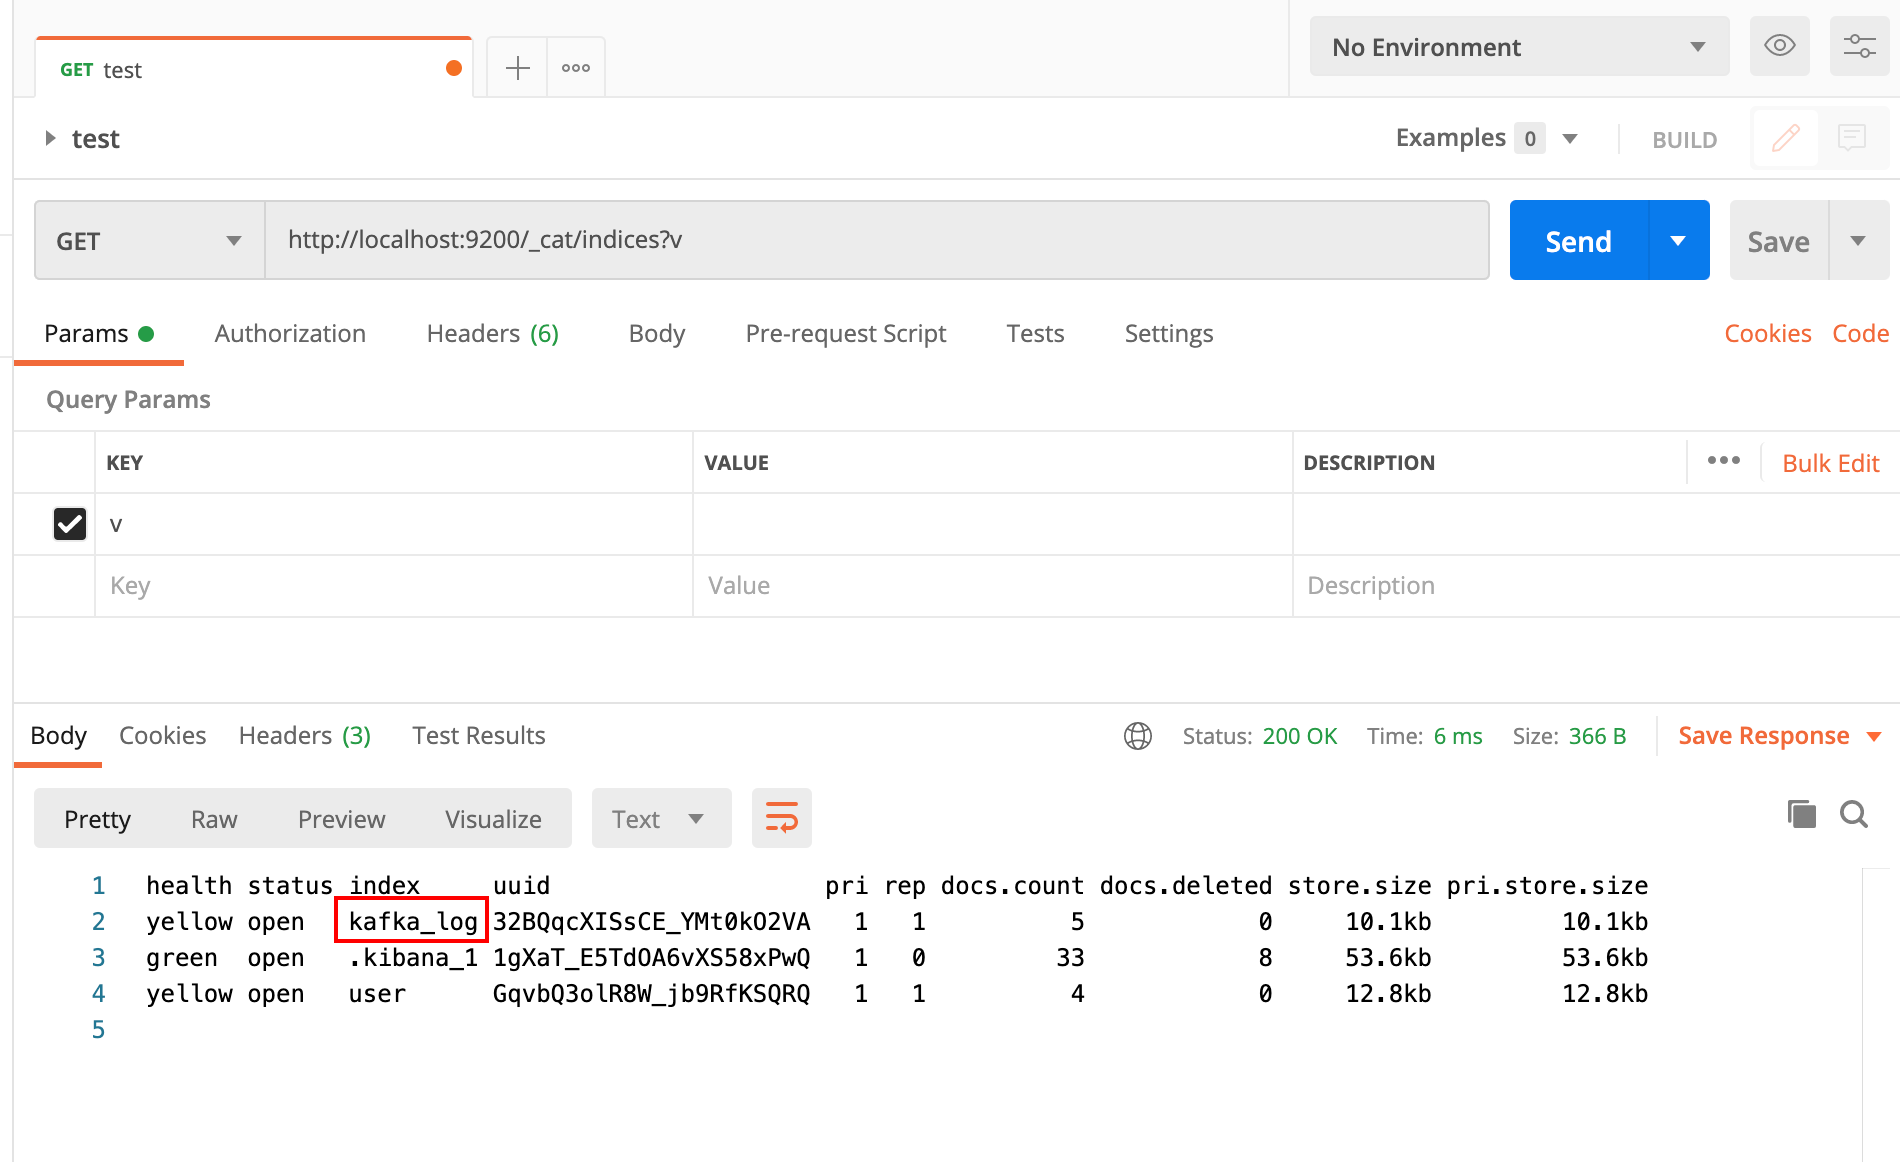 GET test
No Environment
test
Examples 0
BUILD
GET
http://localhost:9200/_cat/indices?v
Send
Save
Params
Authorization
Headers (6)
Body
Pre-request Script
Tests
Settings
Cookies
Code
Query Params
KEY VALUE DESCRIPTION
Bulk Edit
v
Key Value Description
Body
Cookies
Headers (3)
Test Results
Status: 200 OK
Time: 6 ms
Size: 366 B
Save Response
Pretty
Raw
Preview
Visualize
Text
1 health status index uuid pri rep docs.count docs.deleted store.size pri.store.size
2 yellow open kafka_log 32BQqcXISsCE_YMt0kO2VA 1 1 5 0 10.1kb 10.1kb
3 green open .kibana_1 1gXaT_E5TdOA6vXS58xPwQ 1 0 33 8 53.6kb 53.6kb
4 yellow open user GqvbQ3olR8W_jb9RfKSQRQ 1 1 4 0 12.8kb 12.8kb
5